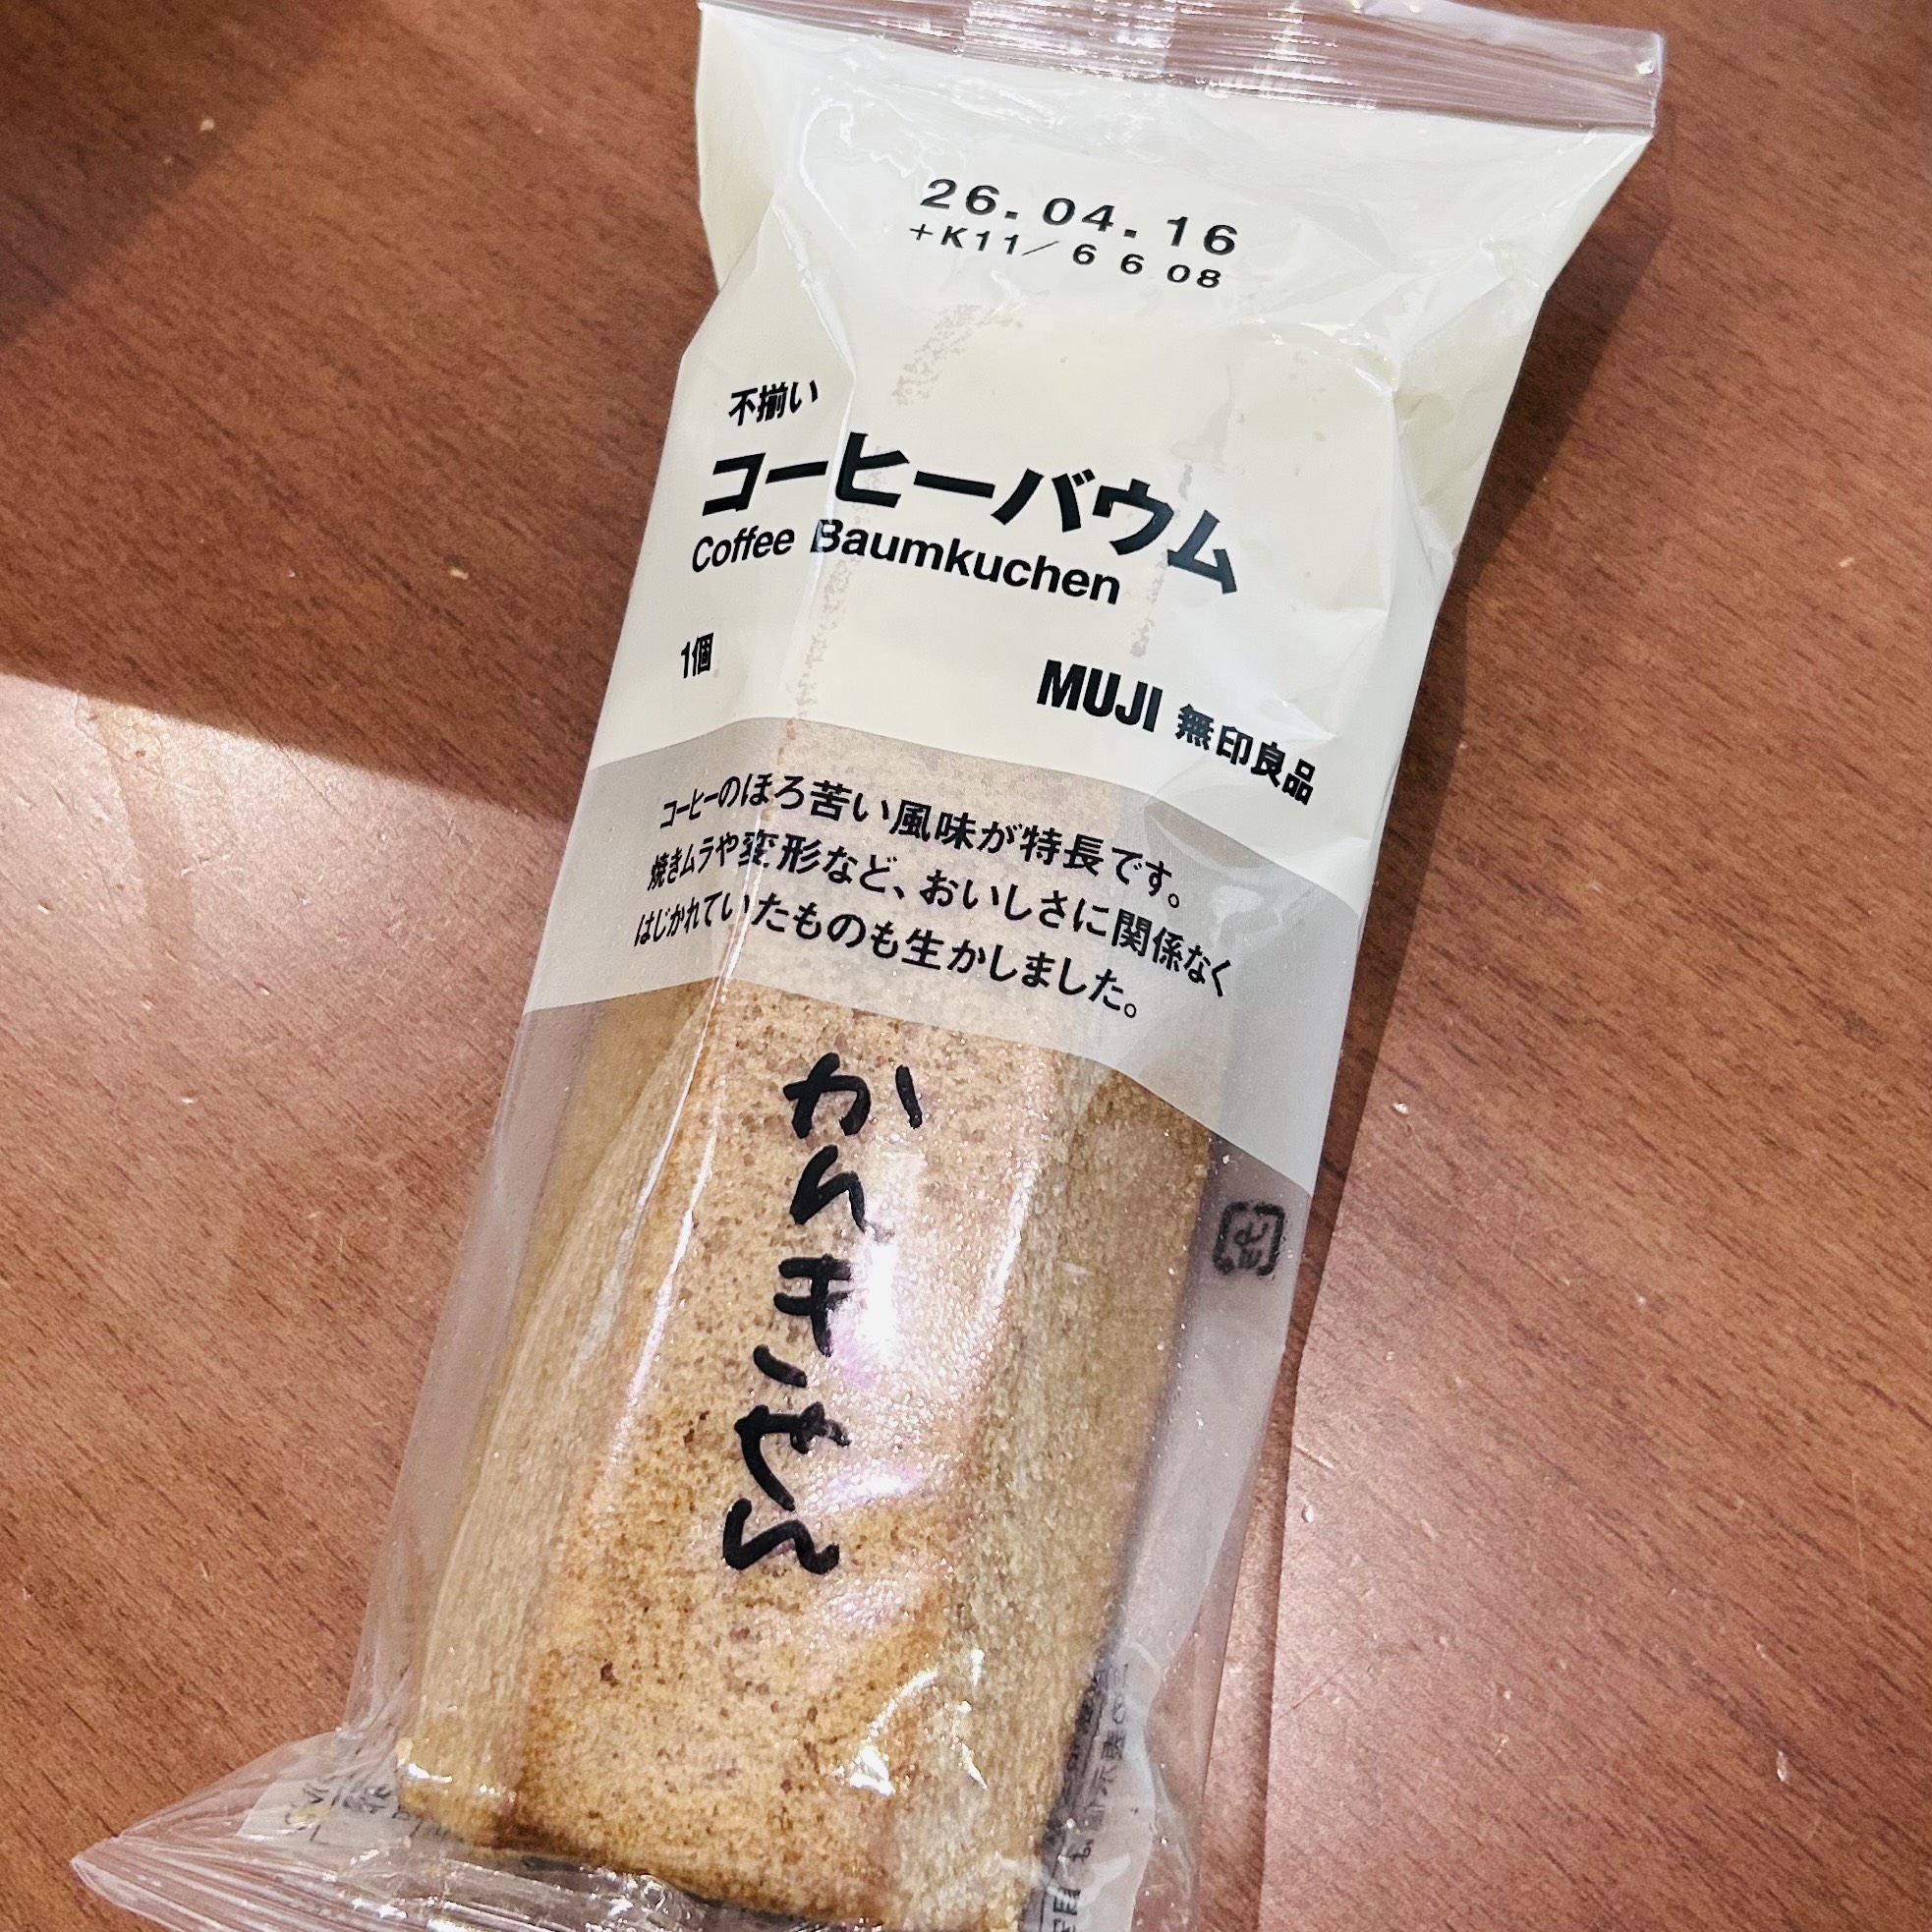 26.04.16
+K11/6 6 08
不揃い
コーヒーバウム
Coffee Baumkuchen
1個
MUJI 無印良品
コーヒーのほろ苦い風味が特長です。
焼きムラや変形など、おいしさに関係なく
はじかれていたものも生かしました。
かんきせん